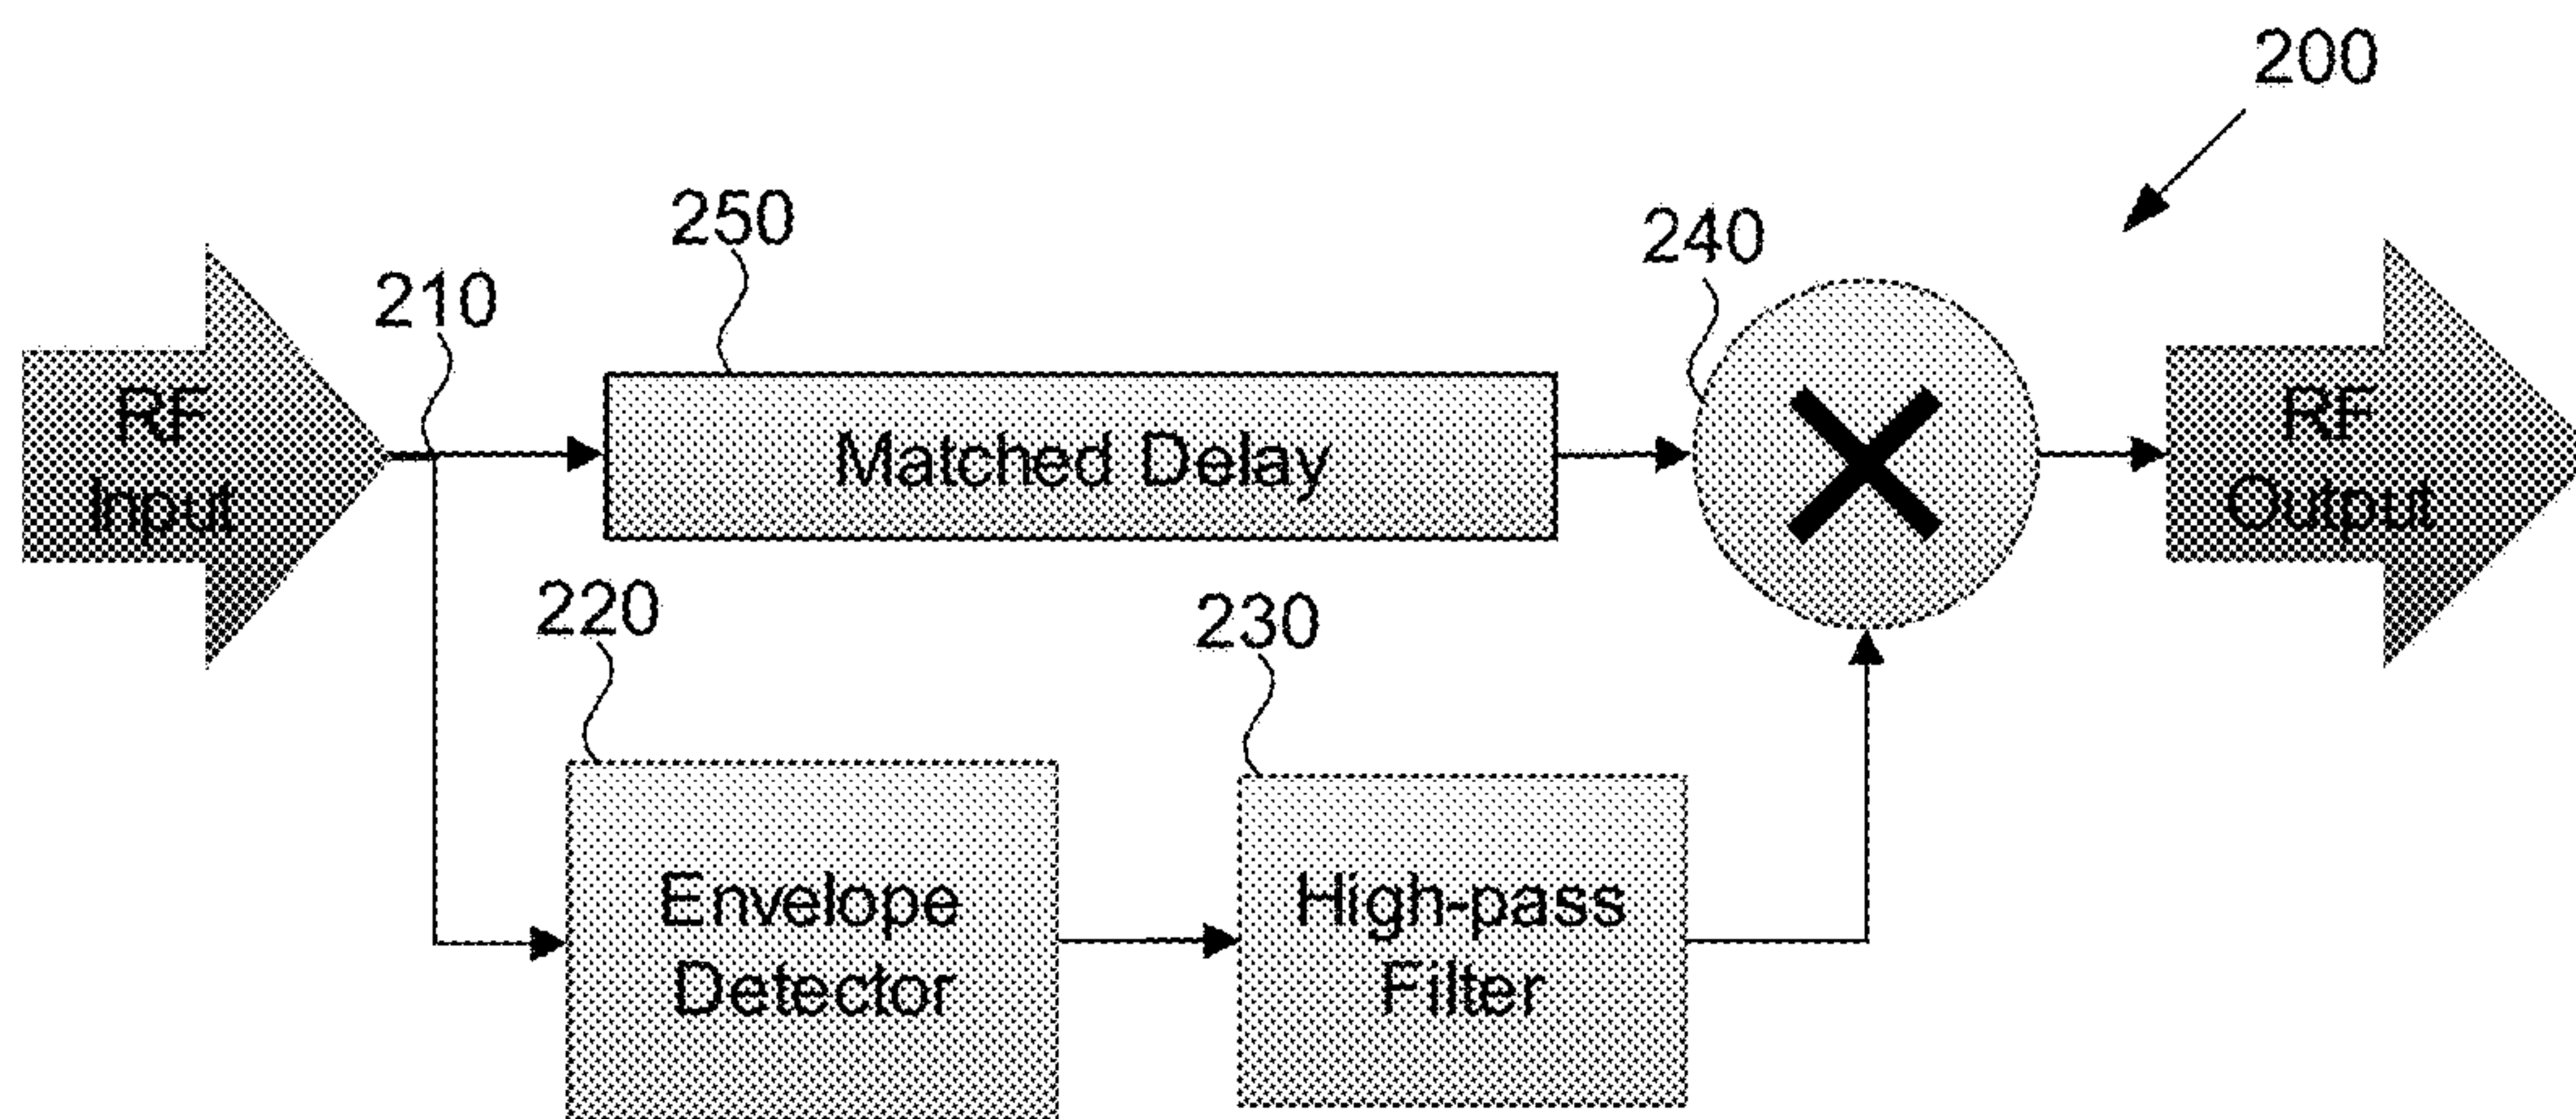 200
250
240
210
RF
Input
Matched Delay
RF
Output
220
230
Envelope
Detector
High-pass
Filter